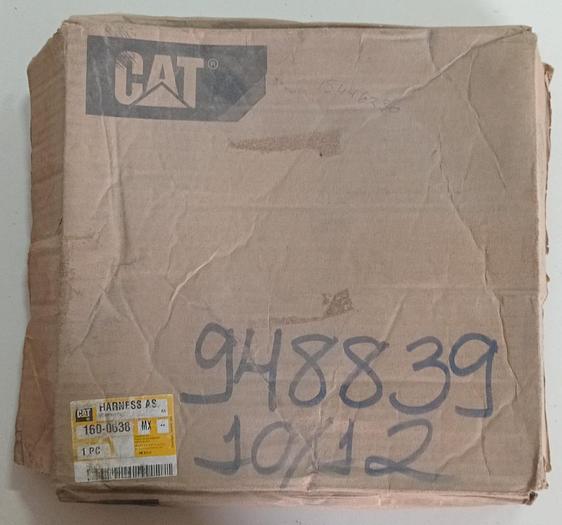 CAT®
948839
10/12
CAT HARNESS AS
160-0636 MX
1 PC